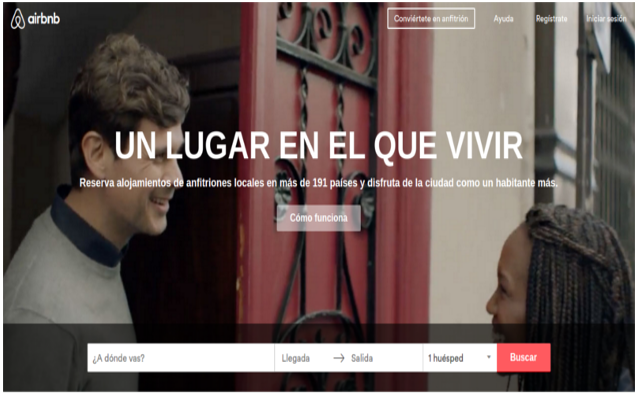 airbnb
Conviértete en anfitrión
Ayuda
Regístrate
Iniciar sesión
UN LUGAR EN EL QUE VIVIR
Reserva alojamientos de anfitriones locales en más de 191 países y disfruta de la ciudad como un habitante más.
Cómo funciona
¿A dónde vas?
Llegada → Salida
1 huésped
Buscar